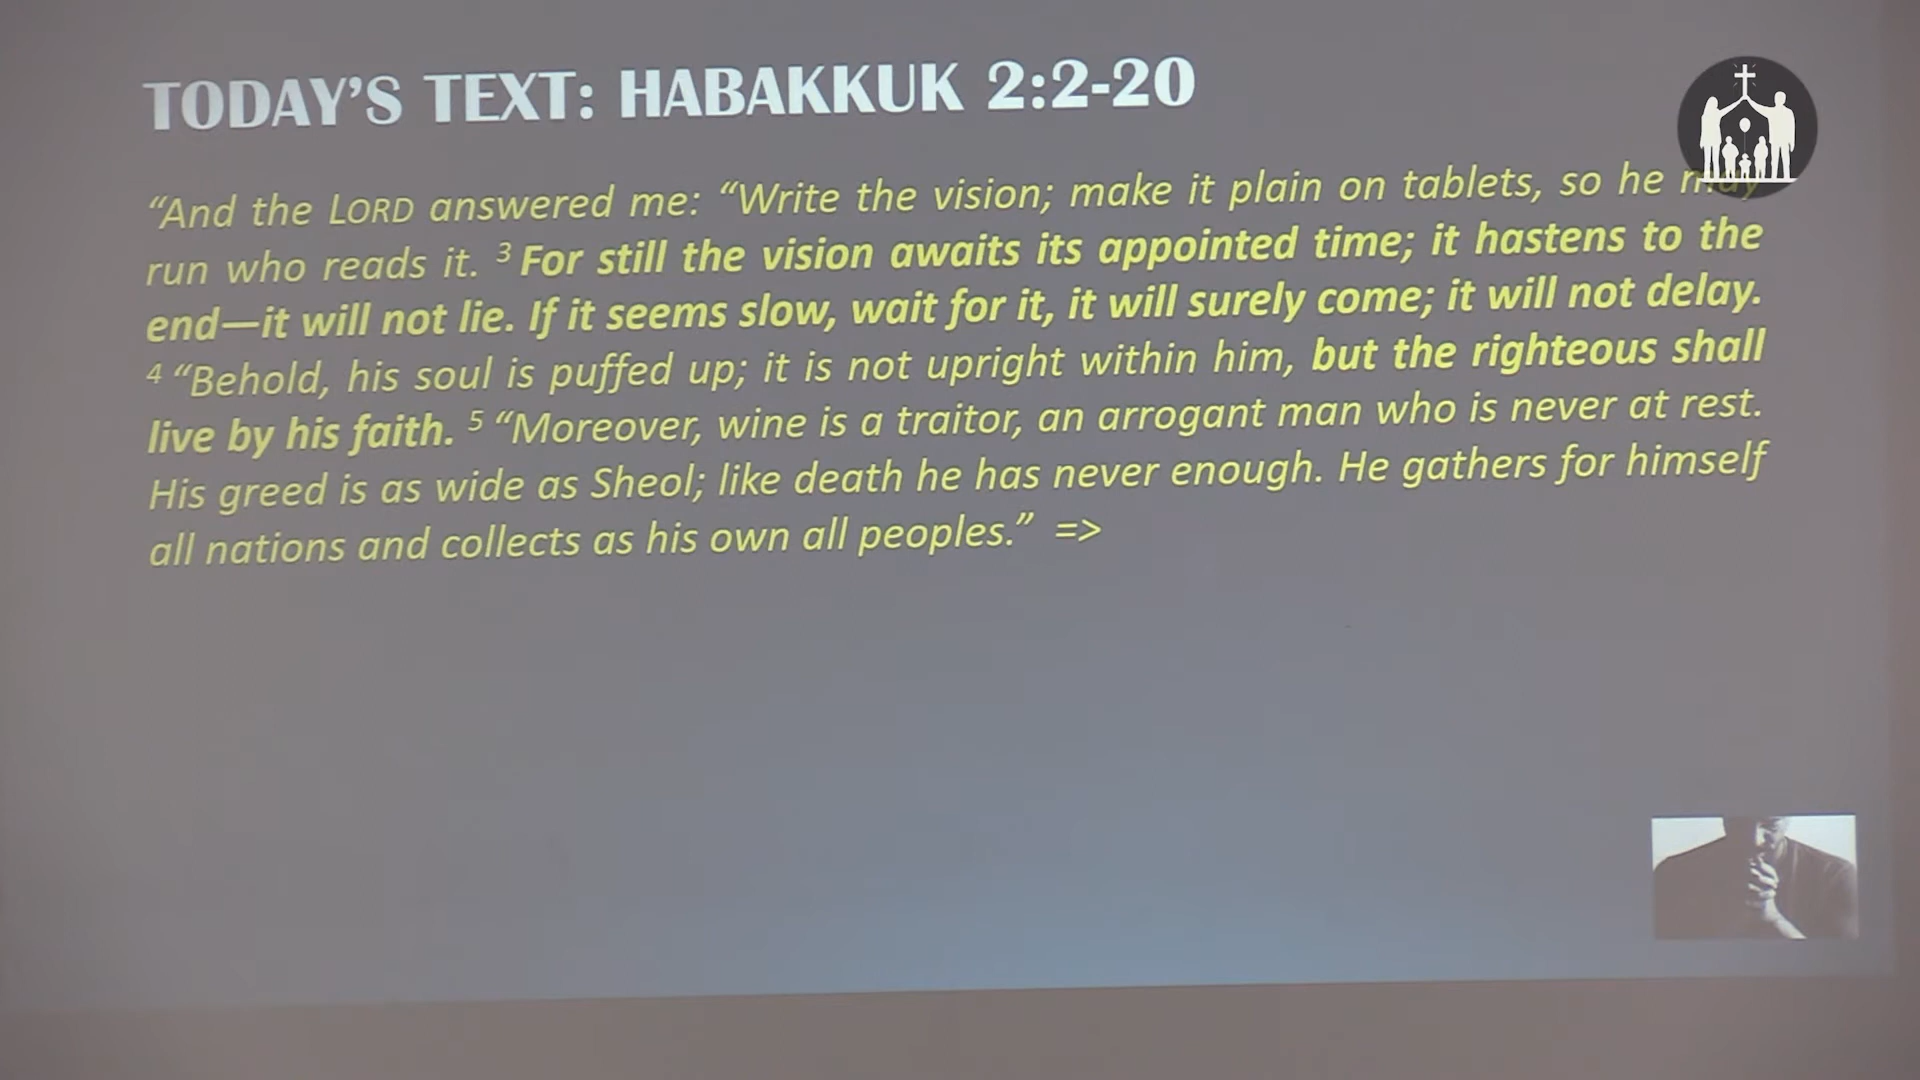 TODAY'S TEXT: HABAKKUK 2:2-20
“And the LORD answered me: “Write the vision; make it plain on tablets, so he may
run who reads it. ³ For still the vision awaits its appointed time; it hastens to the
end—it will not lie. If it seems slow, wait for it, it will surely come; it will not delay.
⁴ “Behold, his soul is puffed up; it is not upright within him, but the righteous shall
live by his faith. ⁵ “Moreover, wine is a traitor, an arrogant man who is never at rest.
His greed is as wide as Sheol; like death he has never enough. He gathers for himself
all nations and collects as his own all peoples.” =>